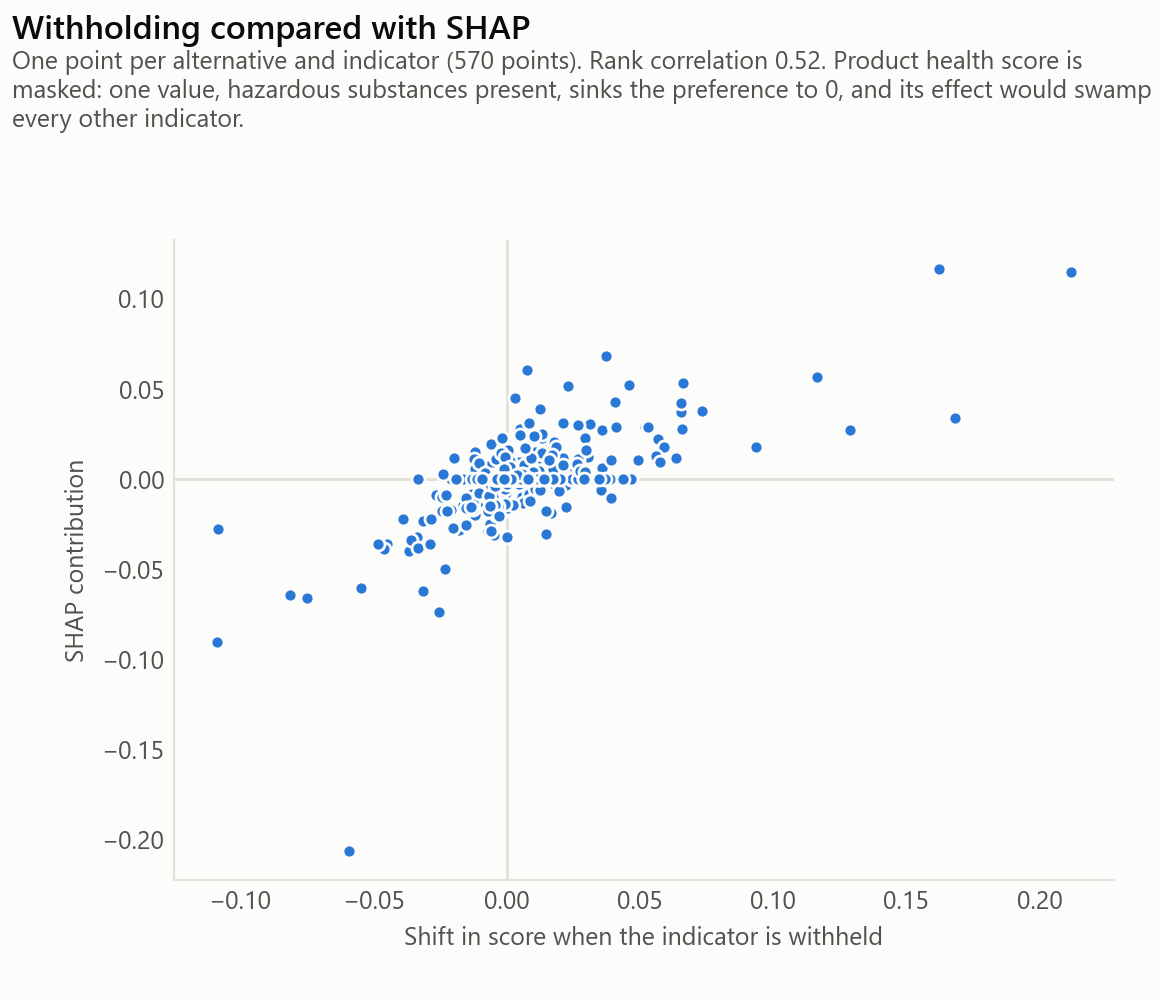 Withholding compared with SHAP
One point per alternative and indicator (570 points). Rank correlation 0.52. Product health score is
masked: one value, hazardous substances present, sinks the preference to 0, and its effect would swamp
every other indicator.
0.10
0.05
0.00
−0.05
−0.10
−0.15
−0.20
SHAP contribution
−0.10
−0.05
0.00
0.05
0.10
0.15
0.20
Shift in score when the indicator is withheld